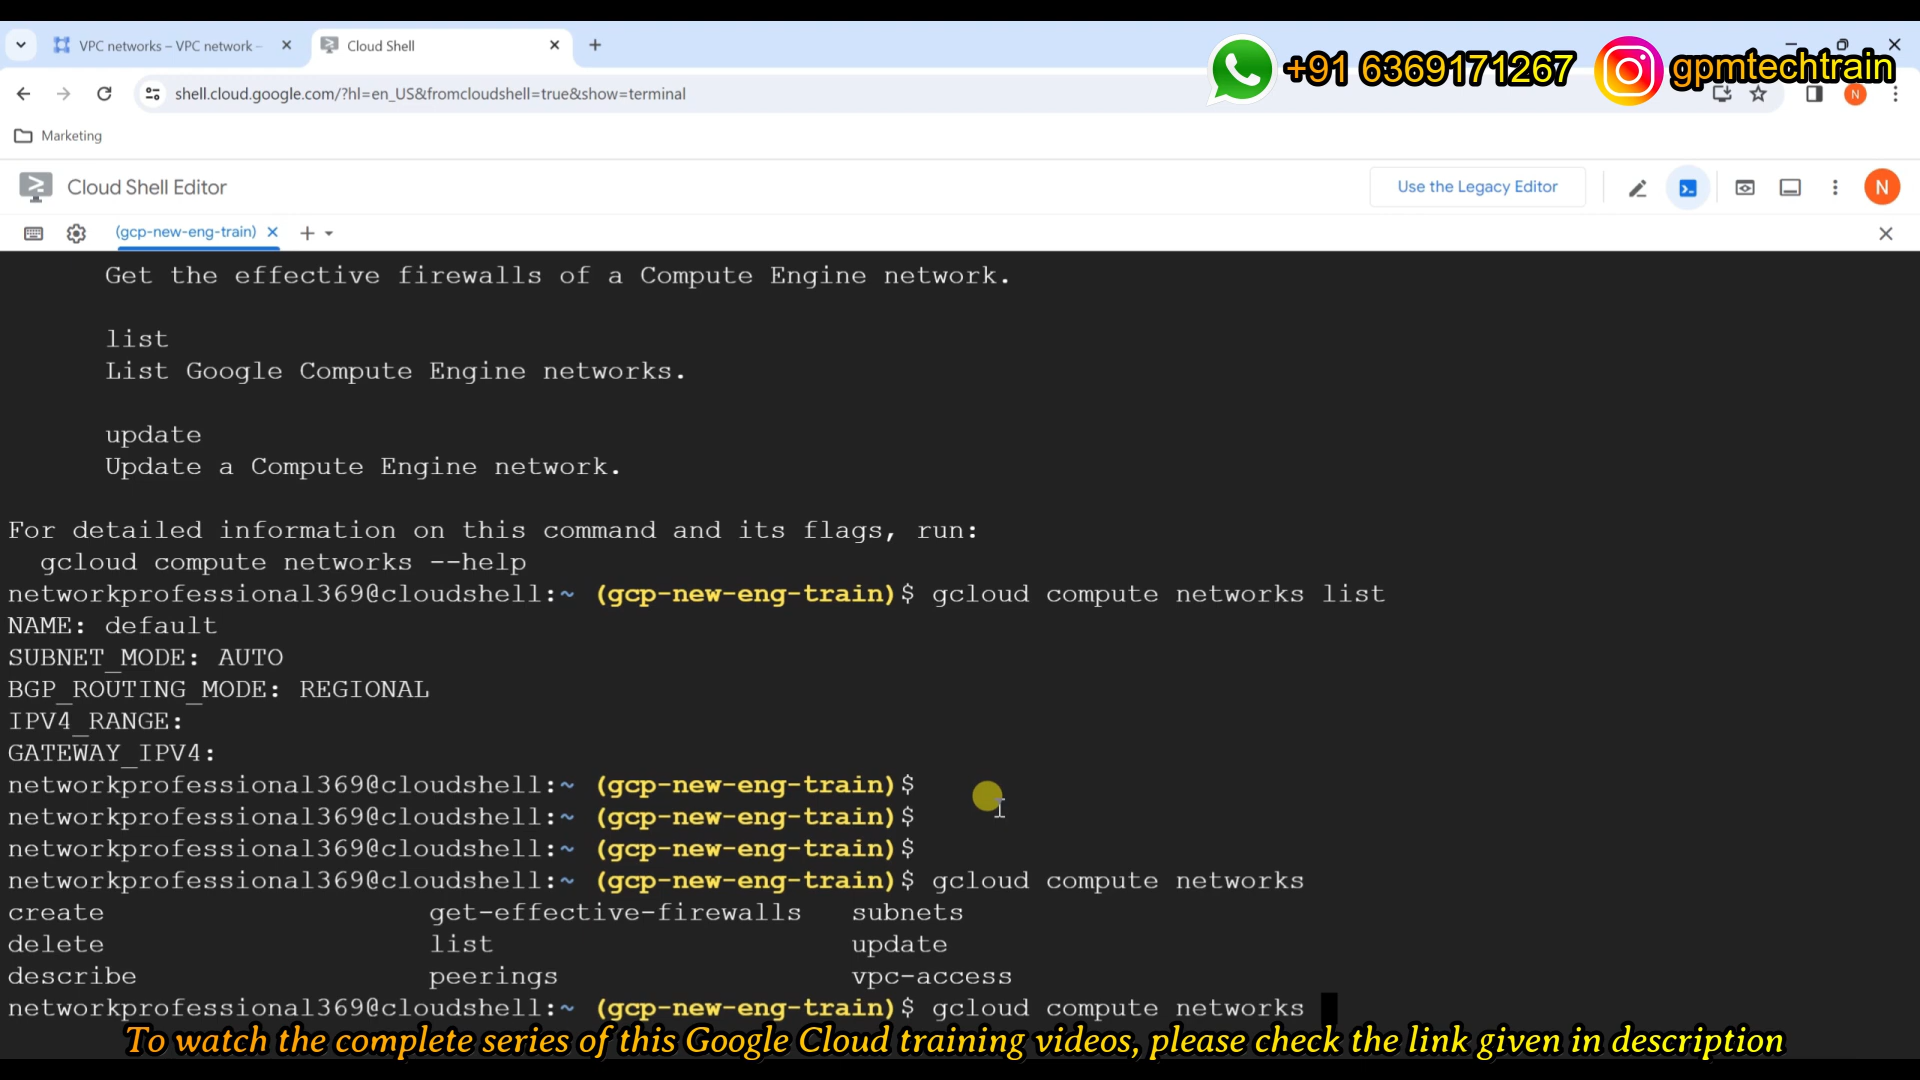 VPC networks – VPC network –
Cloud Shell
+91 6369171267
gpmtechtrain
shell.cloud.google.com/?hl=en_US&fromcloudshell=true&show=terminal
N
Marketing
Cloud Shell Editor
Use the Legacy Editor
N
(gcp-new-eng-train)
Get the effective firewalls of a Compute Engine network.
list
List Google Compute Engine networks.
update
Update a Compute Engine network.
For detailed information on this command and its flags, run:
gcloud compute networks --help
networkprofessional369@cloudshell:~ (gcp-new-eng-train)$ gcloud compute networks list
NAME: default
SUBNET_MODE: AUTO
BGP_ROUTING_MODE: REGIONAL
IPV4_RANGE:
GATEWAY_IPV4:
networkprofessional369@cloudshell:~ (gcp-new-eng-train)$
networkprofessional369@cloudshell:~ (gcp-new-eng-train)$
networkprofessional369@cloudshell:~ (gcp-new-eng-train)$
networkprofessional369@cloudshell:~ (gcp-new-eng-train)$ gcloud compute networks
create get-effective-firewalls subnets
delete list update
describe peerings vpc-access
networkprofessional369@cloudshell:~ (gcp-new-eng-train)$ gcloud compute networks
To watch the complete series of this Google Cloud training videos, please check the link given in description